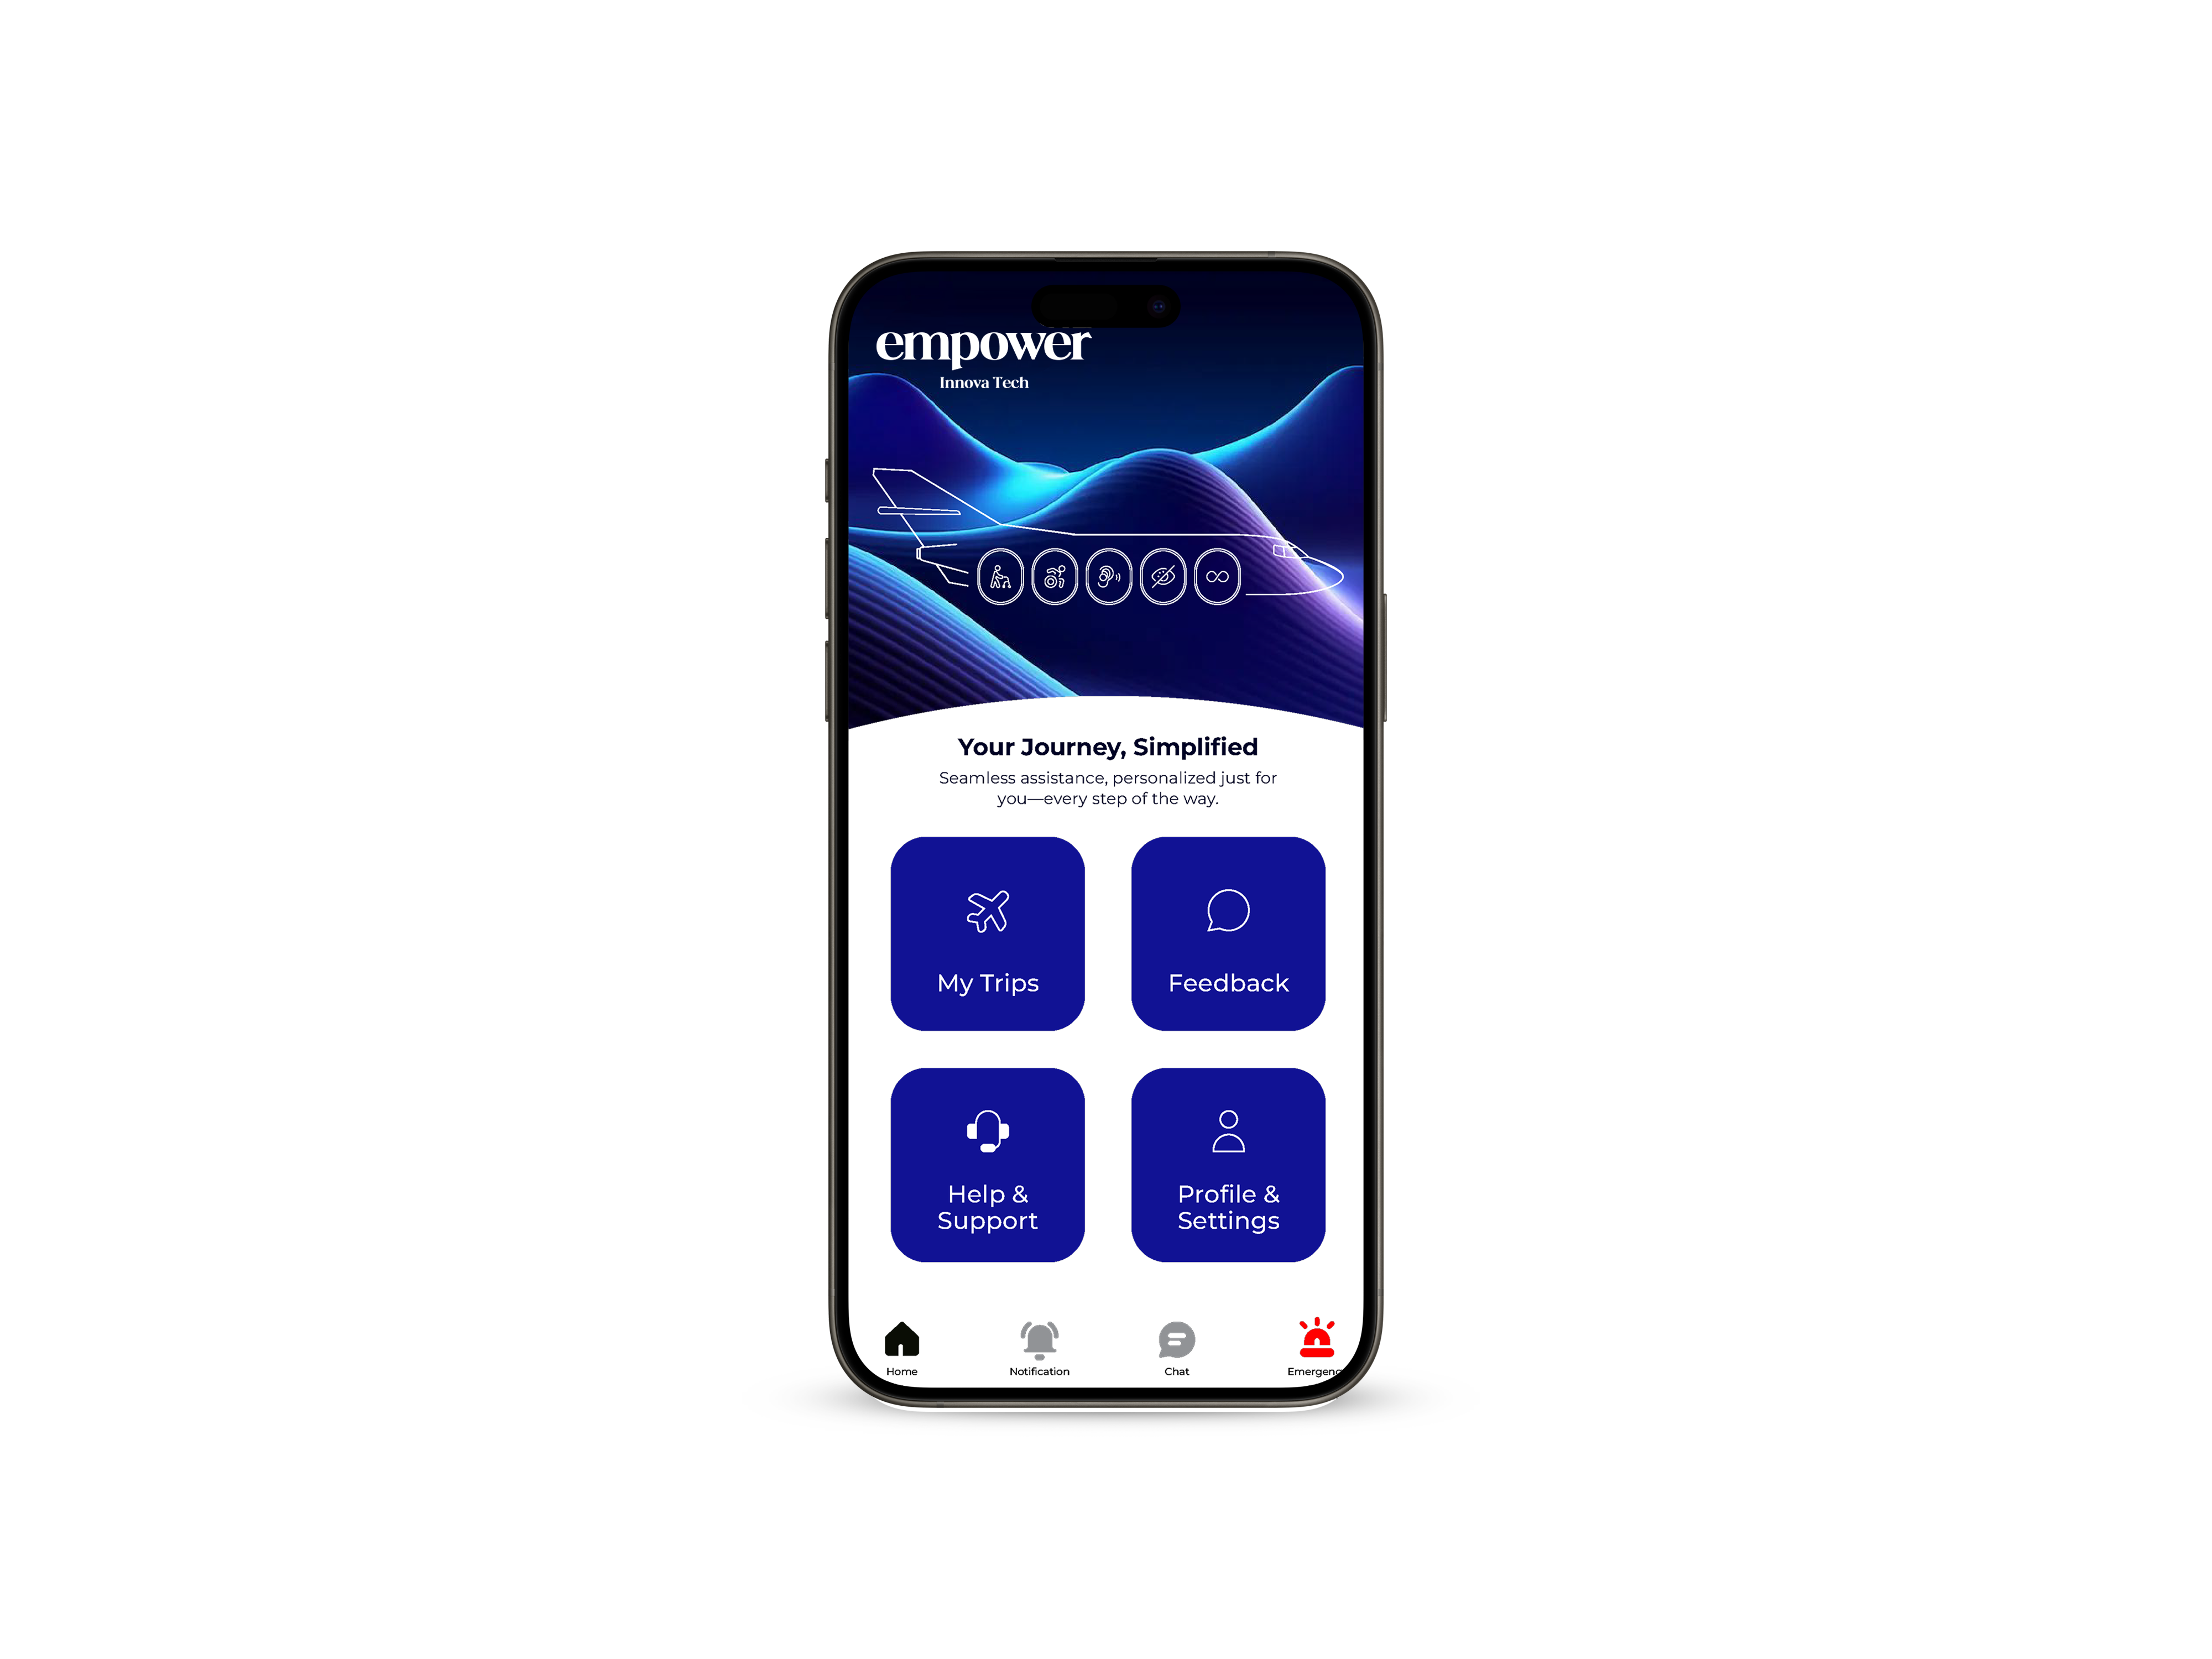 empower
Innova Tech
Your Journey, Simplified
Seamless assistance, personalized just for
you—every step of the way.
My Trips
Feedback
Help &
Support
Profile &
Settings
Home
Notification
Chat
Emergenc